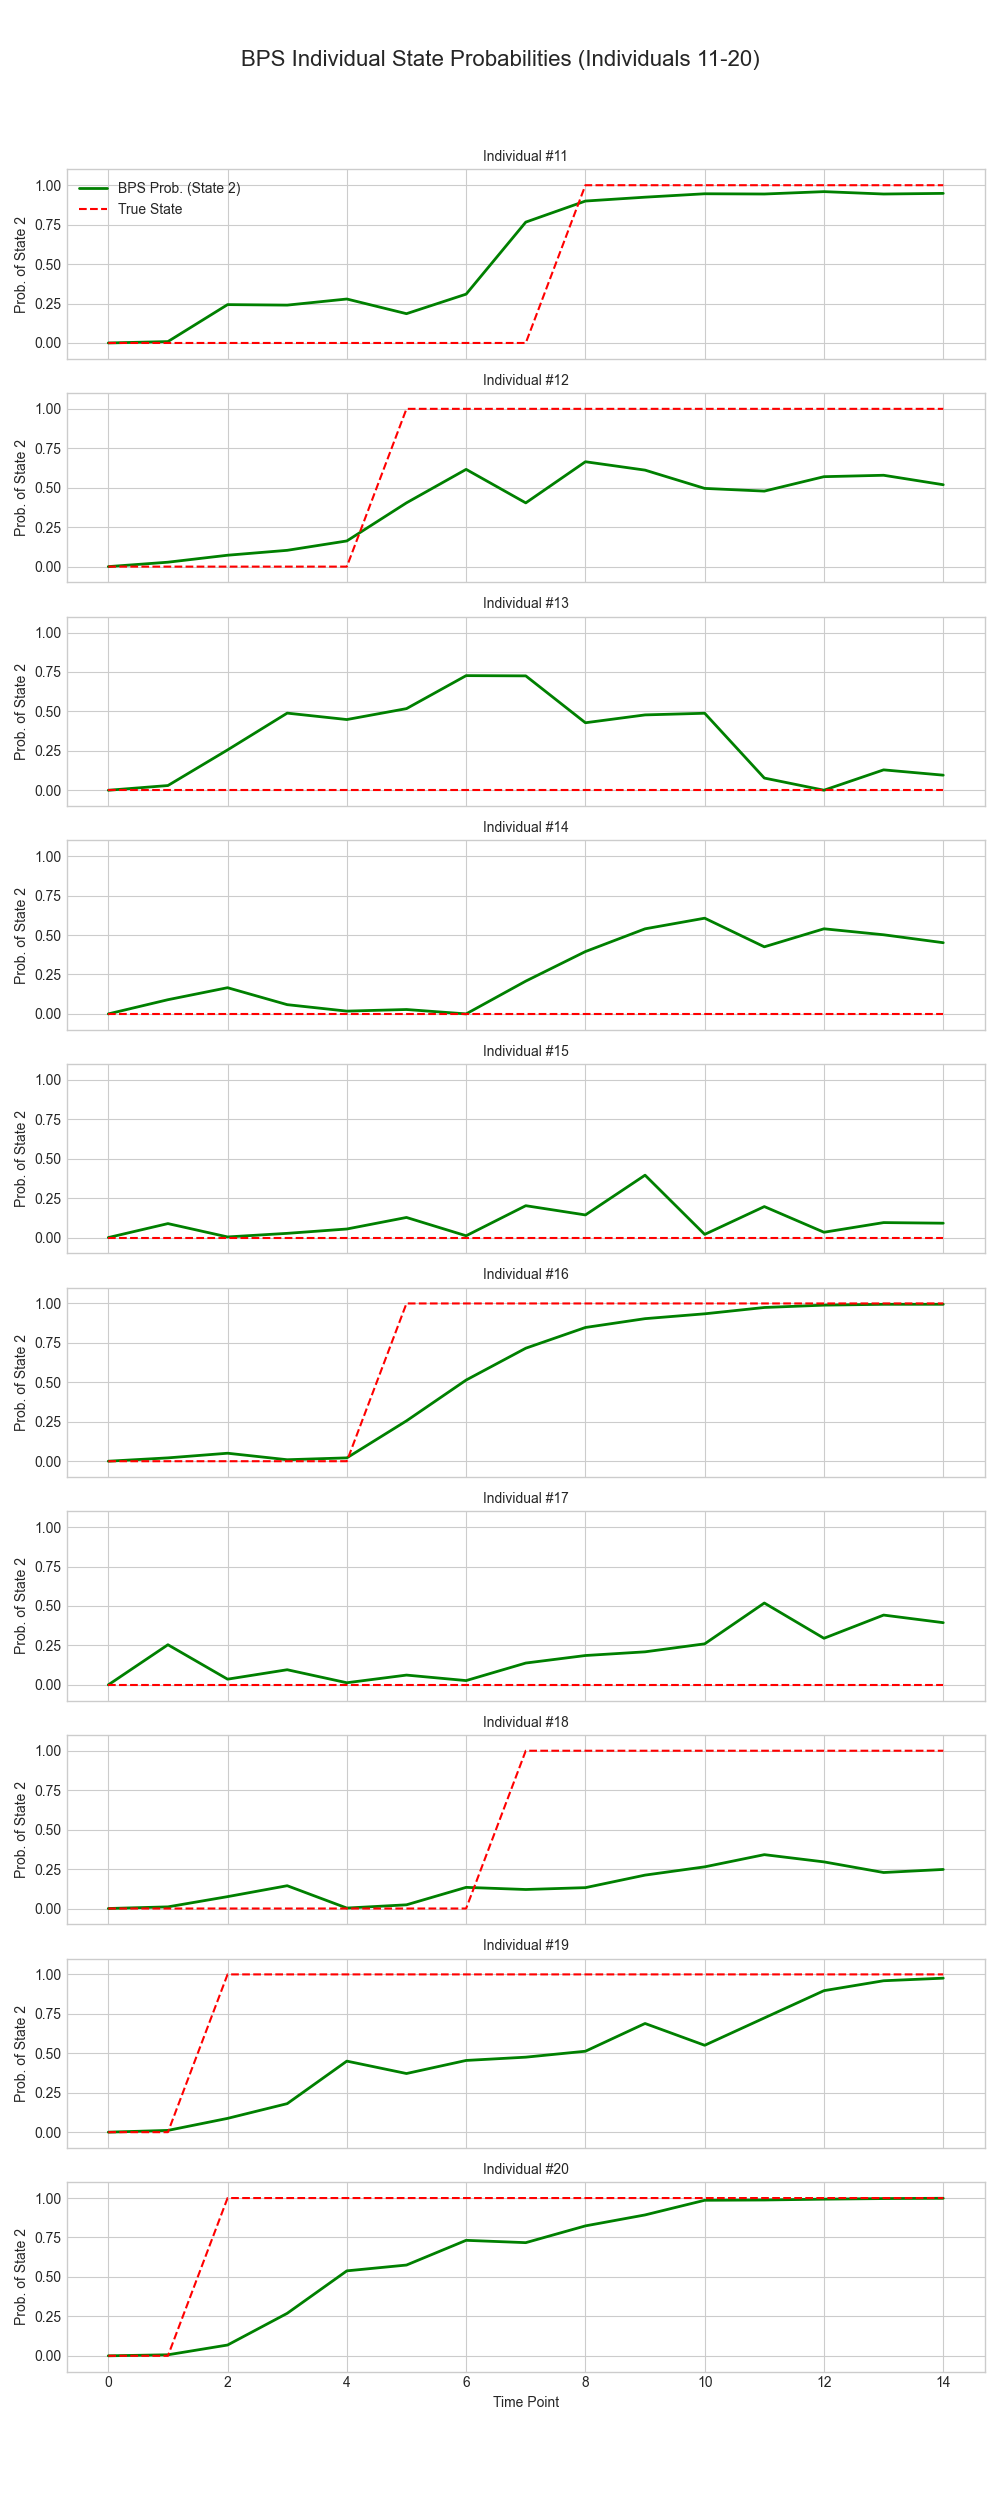 BPS Individual State Probabilities (Individuals 11-20)
Individual #11
BPS Prob. (State 2)
True State
Prob. of State 2
1.00
0.75
0.50
0.25
0.00
Individual #12
Prob. of State 2
1.00
0.75
0.50
0.25
0.00
Individual #13
Prob. of State 2
1.00
0.75
0.50
0.25
0.00
Individual #14
Prob. of State 2
1.00
0.75
0.50
0.25
0.00
Individual #15
Prob. of State 2
1.00
0.75
0.50
0.25
0.00
Individual #16
Prob. of State 2
1.00
0.75
0.50
0.25
0.00
Individual #17
Prob. of State 2
1.00
0.75
0.50
0.25
0.00
Individual #18
Prob. of State 2
1.00
0.75
0.50
0.25
0.00
Individual #19
Prob. of State 2
1.00
0.75
0.50
0.25
0.00
Individual #20
Prob. of State 2
1.00
0.75
0.50
0.25
0.00
0 2 4 6 8 10 12 14
Time Point